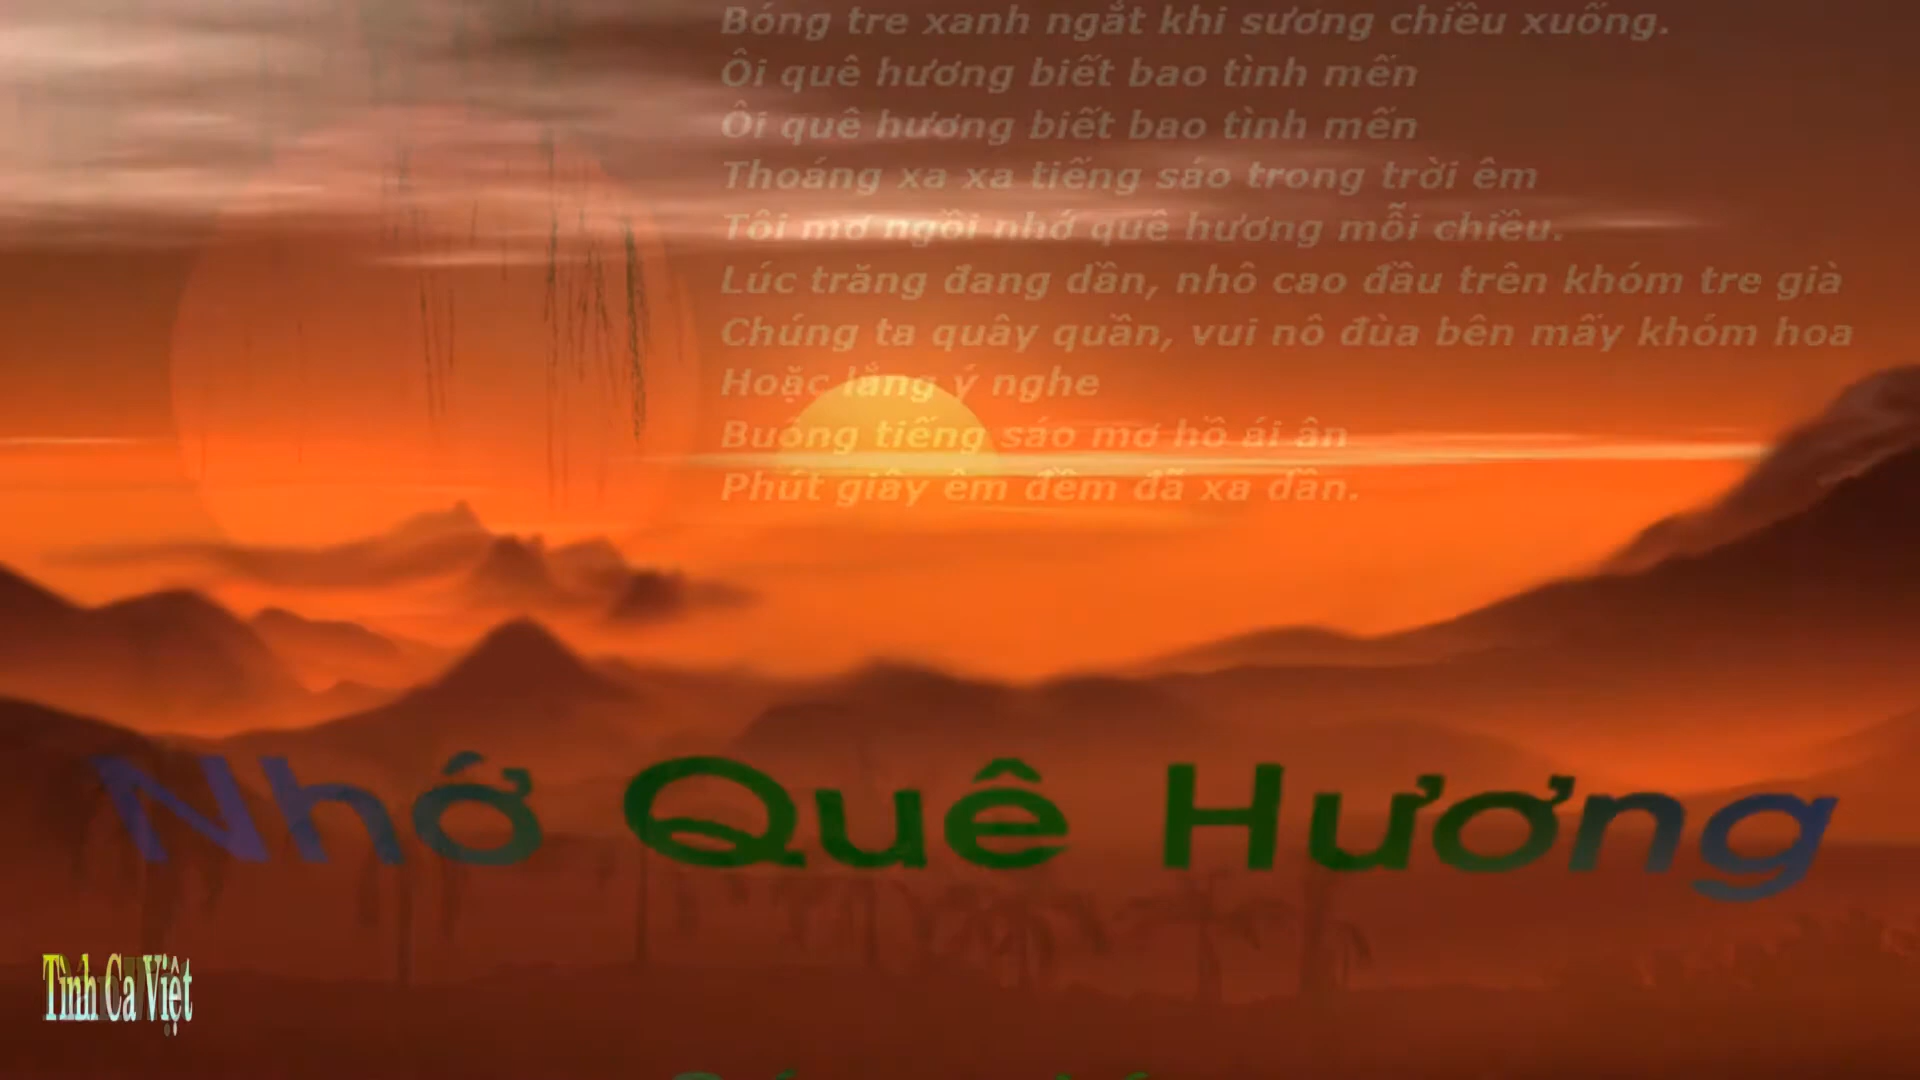 Bóng tre xanh ngắt khi sương chiều xuống.
Ôi quê hương biết bao tình mến
Ôi quê hương biết bao tình mến
Thoáng xa xa tiếng sáo trong trời êm
Tôi mơ ngồi nhớ quê hương mỗi chiều.
Lúc trăng đang dần, nhô cao đầu trên khóm tre già
Chúng ta quây quần, vui nô đùa bên mấy khóm hoa
Hoặc lắng ý nghe
Buông tiếng sáo mơ hồ ái ân
Phút giây êm đềm đã xa dần.
Nhớ Quê Hương
Tình Ca Việt